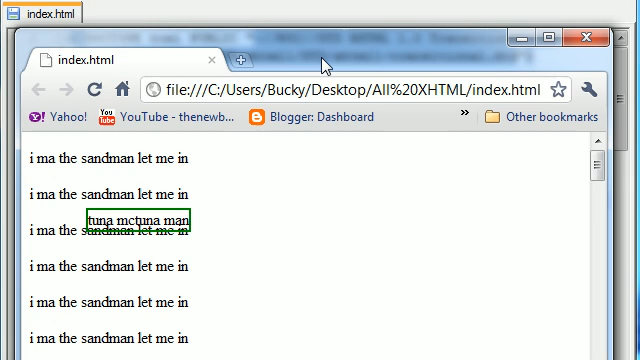 index.html
index.html
file:///C:/Users/Bucky/Desktop/All%20XHTML/index.html
Yahoo! You Tube YouTube - thenewb... Blogger: Dashboard » Other bookmarks
i ma the sandman let me in
i ma the sandman let me in
tuna mctuna man
i ma the sandman let me in
i ma the sandman let me in
i ma the sandman let me in
i ma the sandman let me in